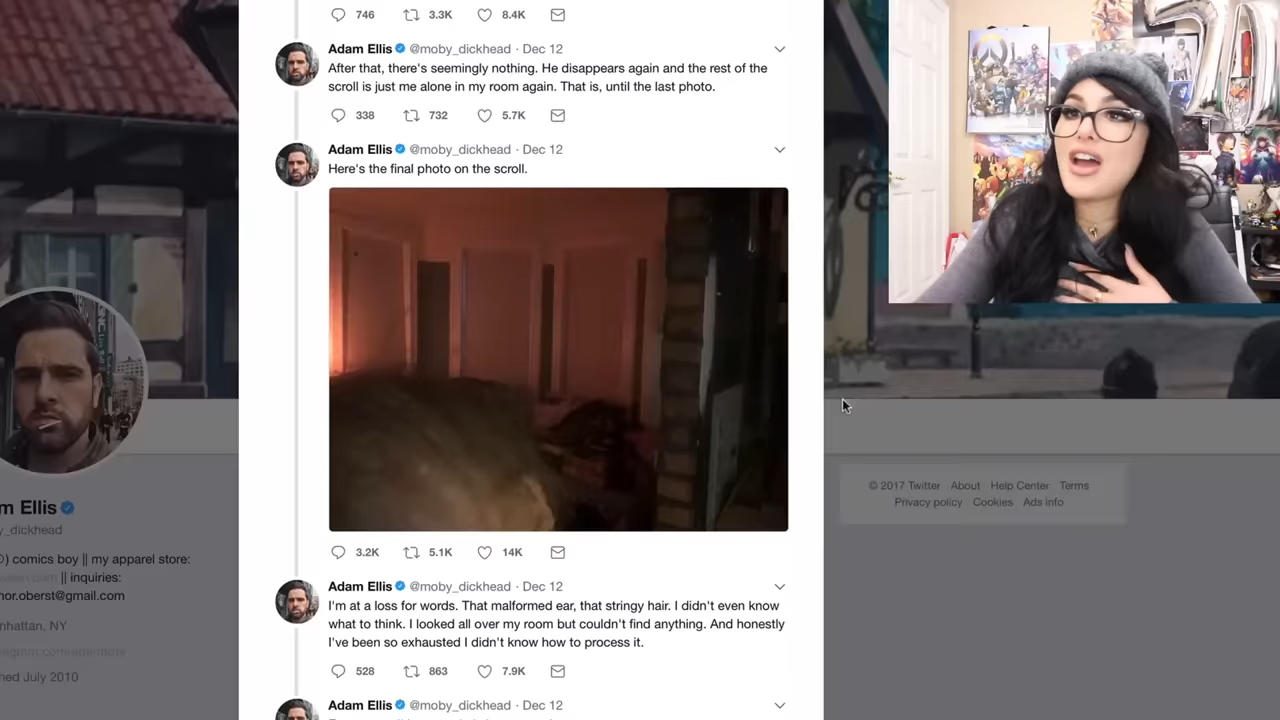 746 3.3K 8.4K
Adam Ellis @moby_dickhead · Dec 12
After that, there's seemingly nothing. He disappears again and the rest of the
scroll is just me alone in my room again. That is, until the last photo.
338 732 5.7K
Adam Ellis @moby_dickhead · Dec 12
Here's the final photo on the scroll.
3.2K 5.1K 14K
Adam Ellis @moby_dickhead · Dec 12
I'm at a loss for words. That malformed ear, that stringy hair. I didn't even know
what to think. I looked all over my room but couldn't find anything. And honestly
I've been so exhausted I didn't know how to process it.
528 863 7.9K
Adam Ellis @moby_dickhead · Dec 12
m Ellis
y_dickhead
) comics boy || my apparel store:
|| inquiries:
nor.oberst@gmail.com
nhattan, NY
ned July 2010
© 2017 Twitter About Help Center Terms
Privacy policy Cookies Ads info